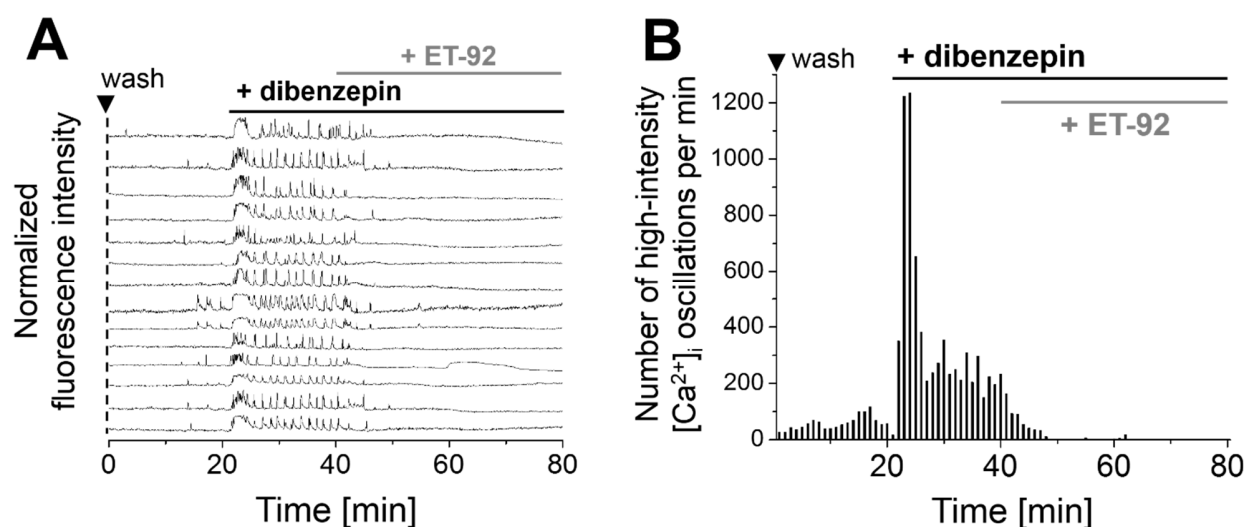 A
+ ET-92
wash
+ dibenzepin
Normalized
fluorescence intensity
0 20 40 60 80
Time [min]
B
wash
+ dibenzepin
+ ET-92
Number of high-intensity
[Ca²⁺]ᵢ oscillations per min
1200
1000
800
600
400
200
0
20 40 60 80
Time [min]